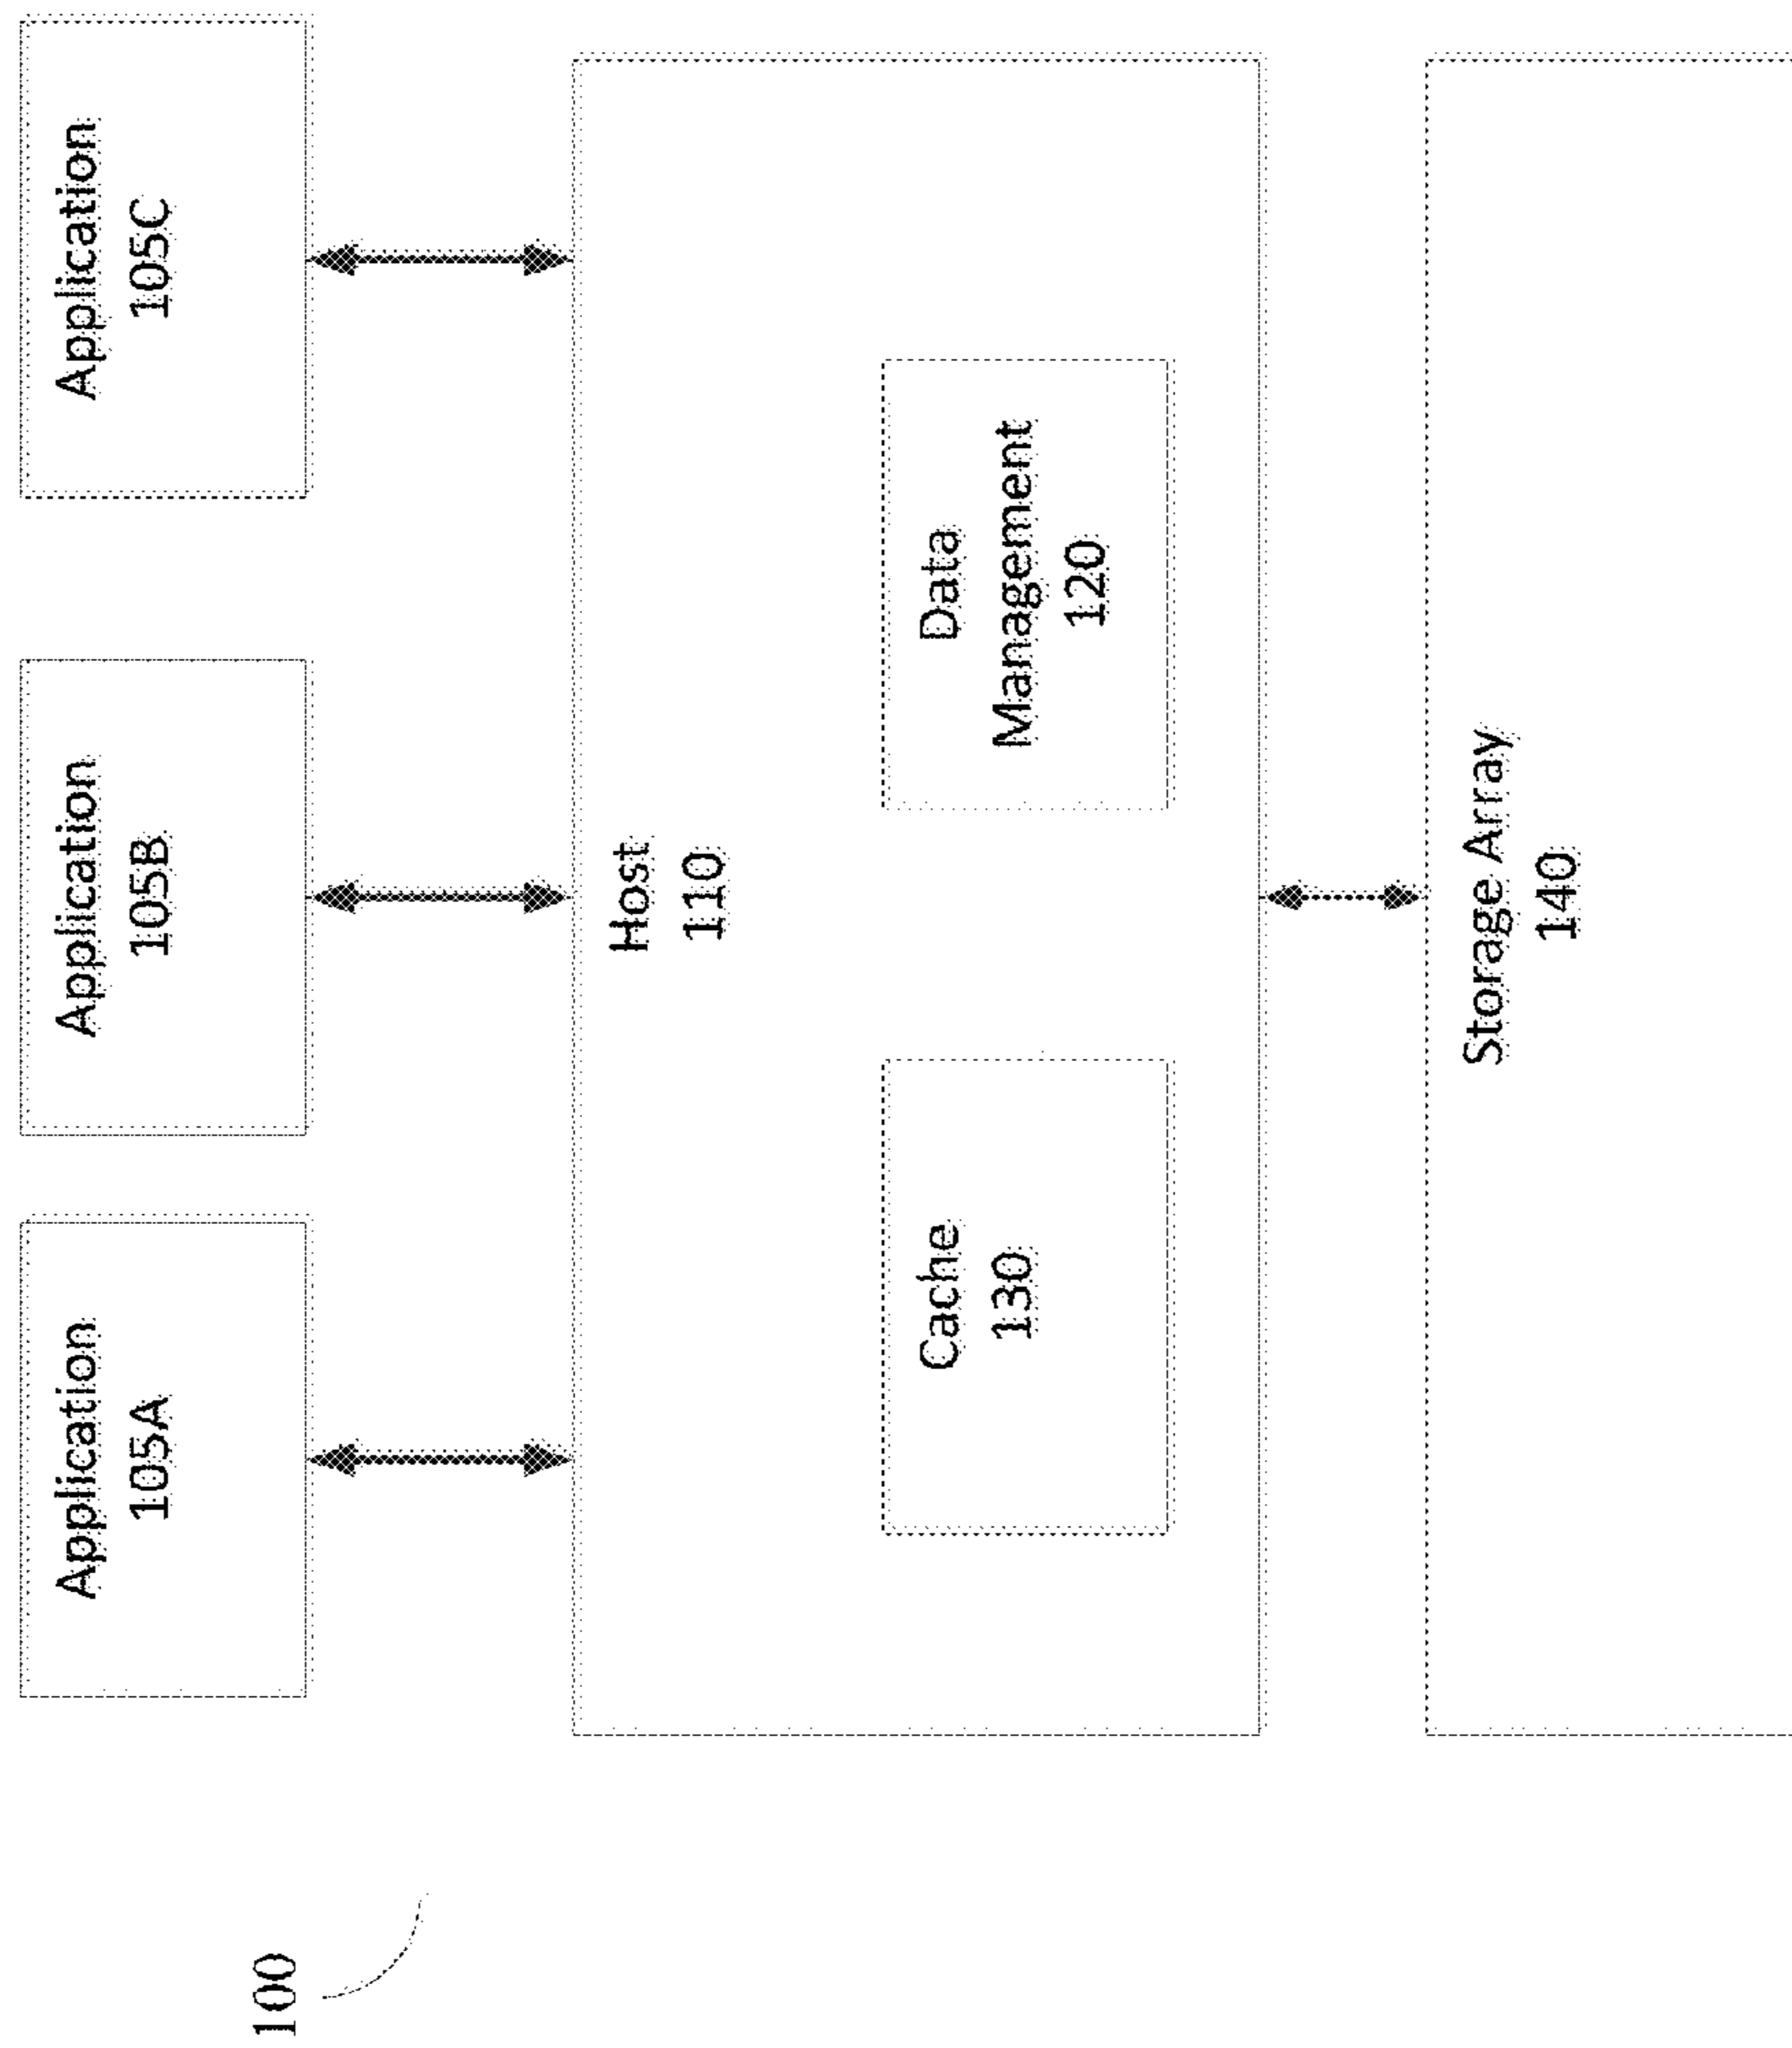 100
Application
105A
Application
105B
Application
105C
Host
110
Cache
130
Data
Management
120
Storage Array
140